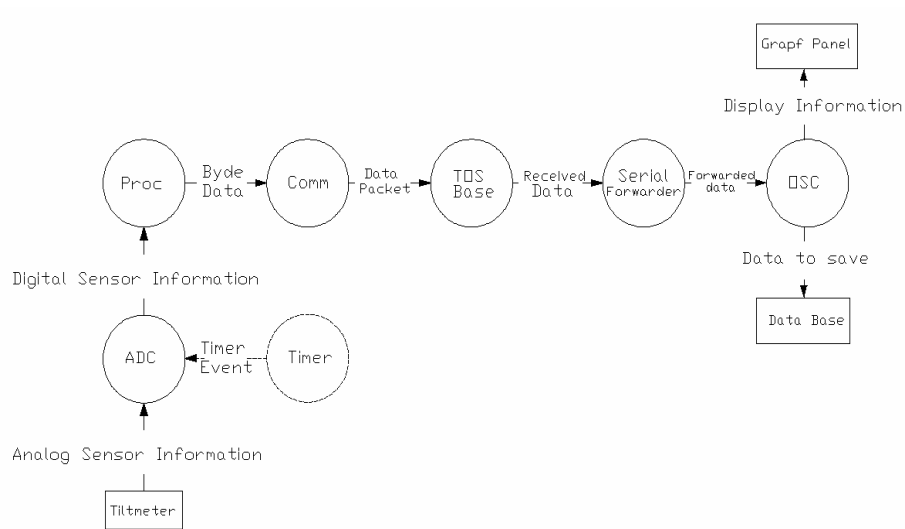 Grapf Panel
Display Information
Proc
Byde
Data
Comm
Data
Packet
TOS
Base
Received
Data
Serial
Forwarder
Forwarded
data
OSC
Digital Sensor Information
Data to save
Data Base
ADC
Timer
Event
Timer
Analog Sensor Information
Tiltmeter